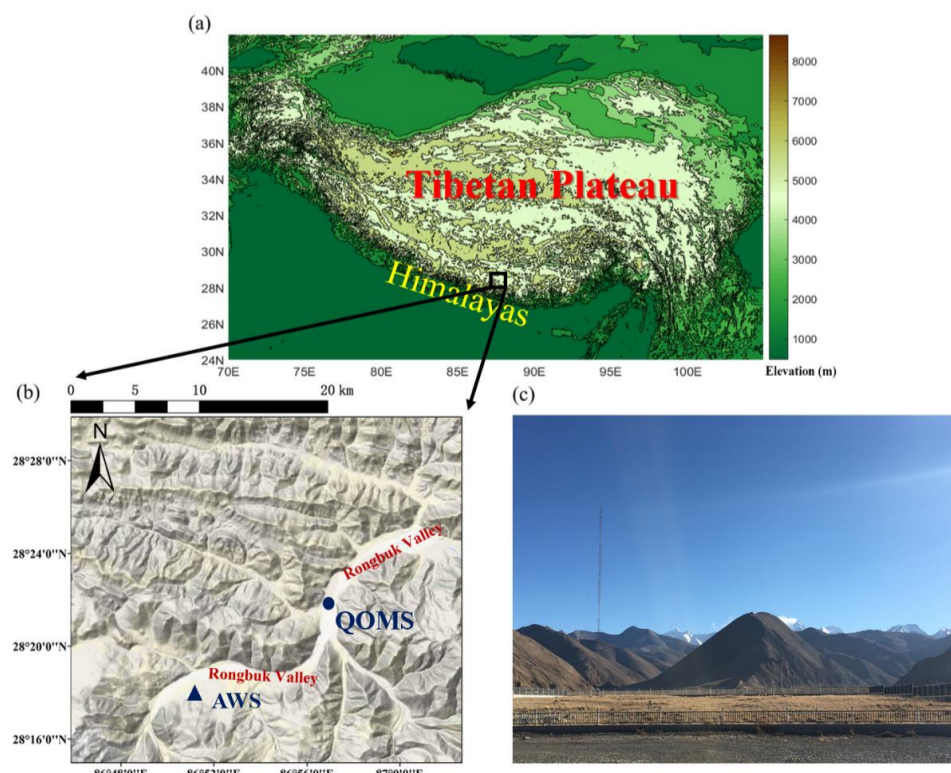 (a)
40N
38N
36N
34N
32N
30N
28N
26N
24N
Tibetan Plateau
Himalayas
70E 75E 80E 85E 90E 95E 100E
8000
7000
6000
5000
4000
3000
2000
1000
Elevation (m)
(b)
0 5 10 20 km
N
28°28'0''N
28°24'0''N
28°20'0''N
28°16'0''N
Rongbuk Valley
QOMS
Rongbuk Valley
AWS
(c)